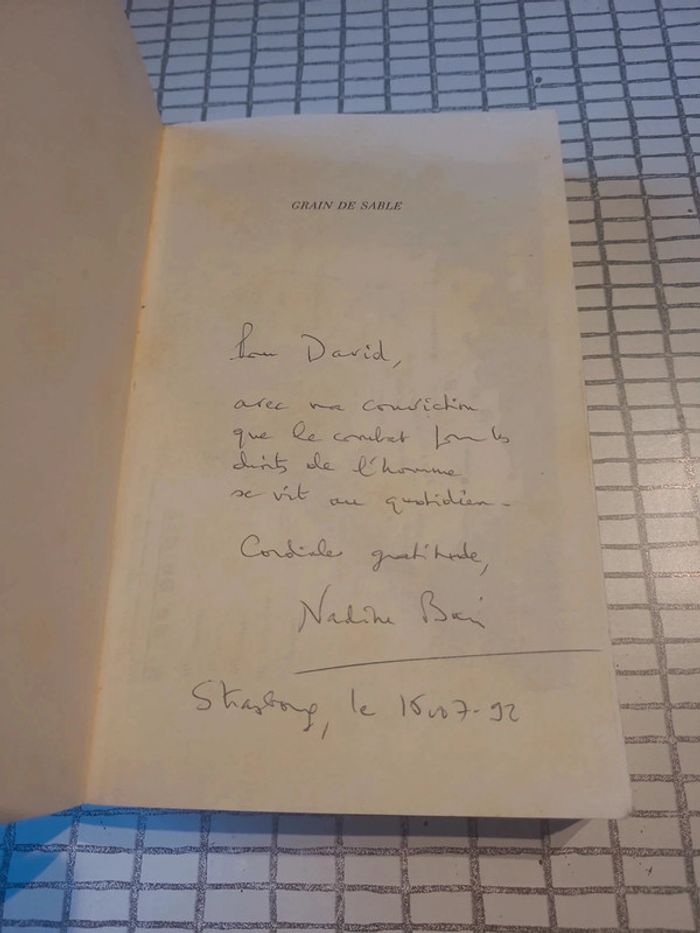 GRAIN DE SABLE
Pour David,
avec ma conviction
que le combat pour les
droits de l'homme
se vit au quotidien -
Cordiale gratitude,
Nadine
Strasbourg, le 07-92